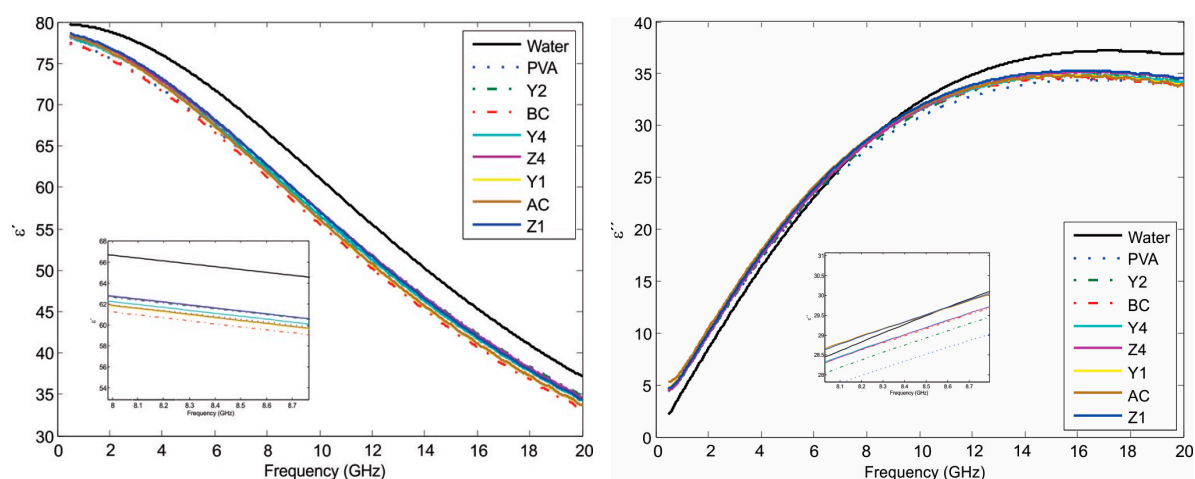 80
75
70
65
60
55
50
45
40
35
30
ε´
0
2
4
6
8
10
12
14
16
18
20
Frequency (GHz)
Water
PVA
Y2
BC
Y4
Z4
Y1
AC
Z1
68
66
64
62
60
58
56
54
ε´
8
8.1
8.2
8.3
8.4
8.5
8.6
8.7
Frequency (GHz)
40
35
30
25
20
15
10
5
0
ε´´
0
2
4
6
8
10
12
14
16
18
20
Frequency (GHz)
Water
PVA
Y2
BC
Y4
Z4
Y1
AC
Z1
31
30.5
30
29.5
29
28.5
28
8.1
8.2
8.3
8.4
8.5
8.6
8.7
Frequency (GHz)